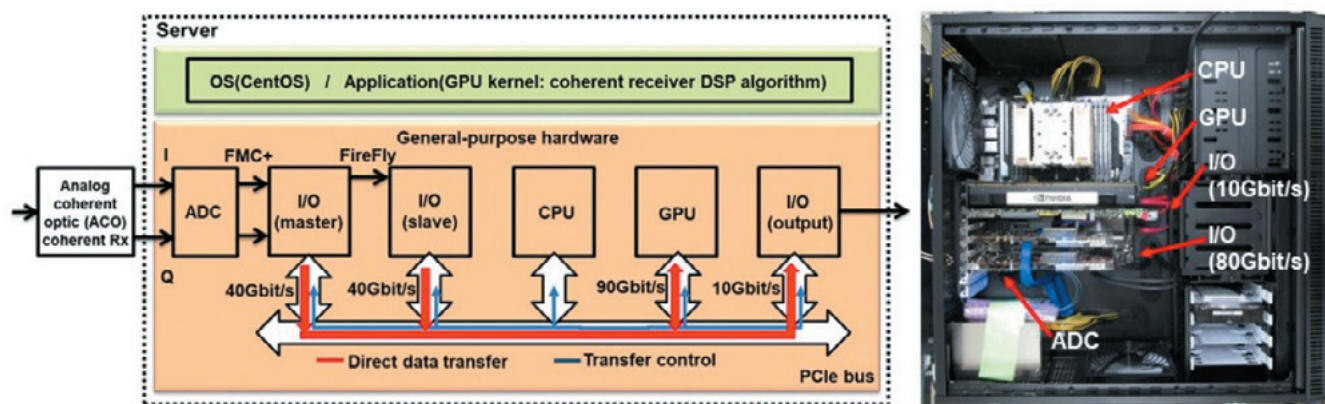 Server
OS(CentOS) / Application(GPU kernel: coherent receiver DSP algorithm)
General-purpose hardware
I
FMC+
FireFly
Analog
coherent
optic (ACO)
coherent Rx
ADC
I/O
(master)
I/O
(slave)
CPU
GPU
I/O
(output)
Q
40Gbit/s
40Gbit/s
90Gbit/s
10Gbit/s
Direct data transfer
Transfer control
PCIe bus
CPU
GPU
I/O
(10Gbit/s)
NVIDIA
I/O
(80Gbit/s)
ADC